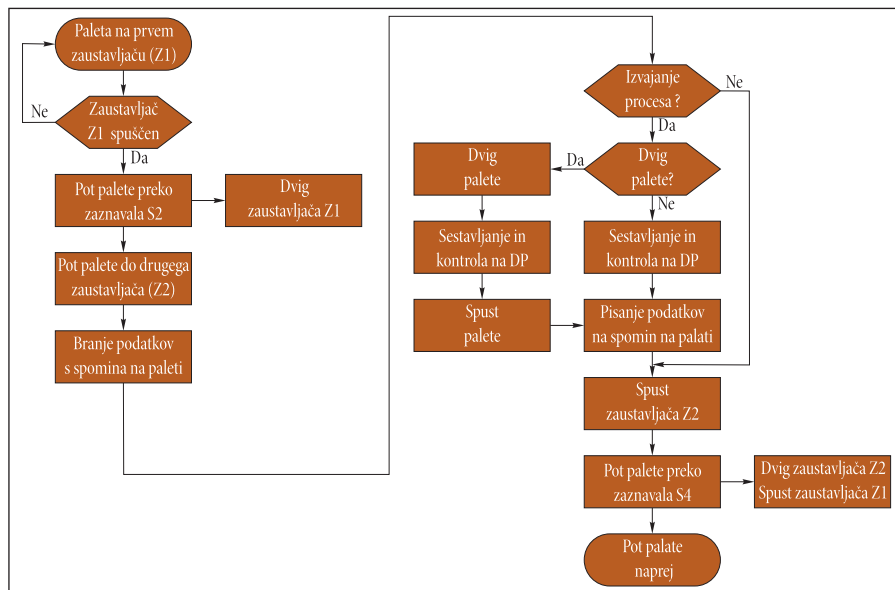 Paleta na prvem
zaustavljaču (Z1)
Ne
Zaustavljač
Z1 spuščen
Da
Pot palete preko
zaznavala S2
Dvig
zaustavljača Z1
Pot palete do drugega
zaustavljača (Z2)
Branje podatkov
s spomina na paleti
Izvajanje
procesa ?
Ne
Da
Dvig
palete?
Da
Ne
Dvig
palete
Sestavljanje in
kontrola na DP
Spust
palete
Sestavljanje in
kontrola na DP
Pisanje podatkov
na spomin na palati
Spust
zaustavljača Z2
Pot palete preko
zaznavala S4
Dvig zaustavljača Z2
Spust zaustavljača Z1
Pot palate
naprej